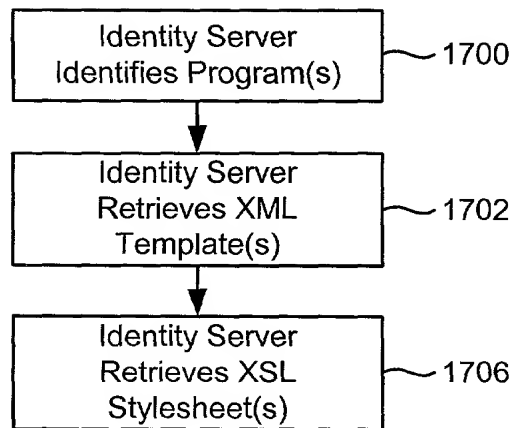 Identity Server
Identifies Program(s)
1700
Identity Server
Retrieves XML
Template(s)
1702
Identity Server
Retrieves XSL
Stylesheet(s)
1706